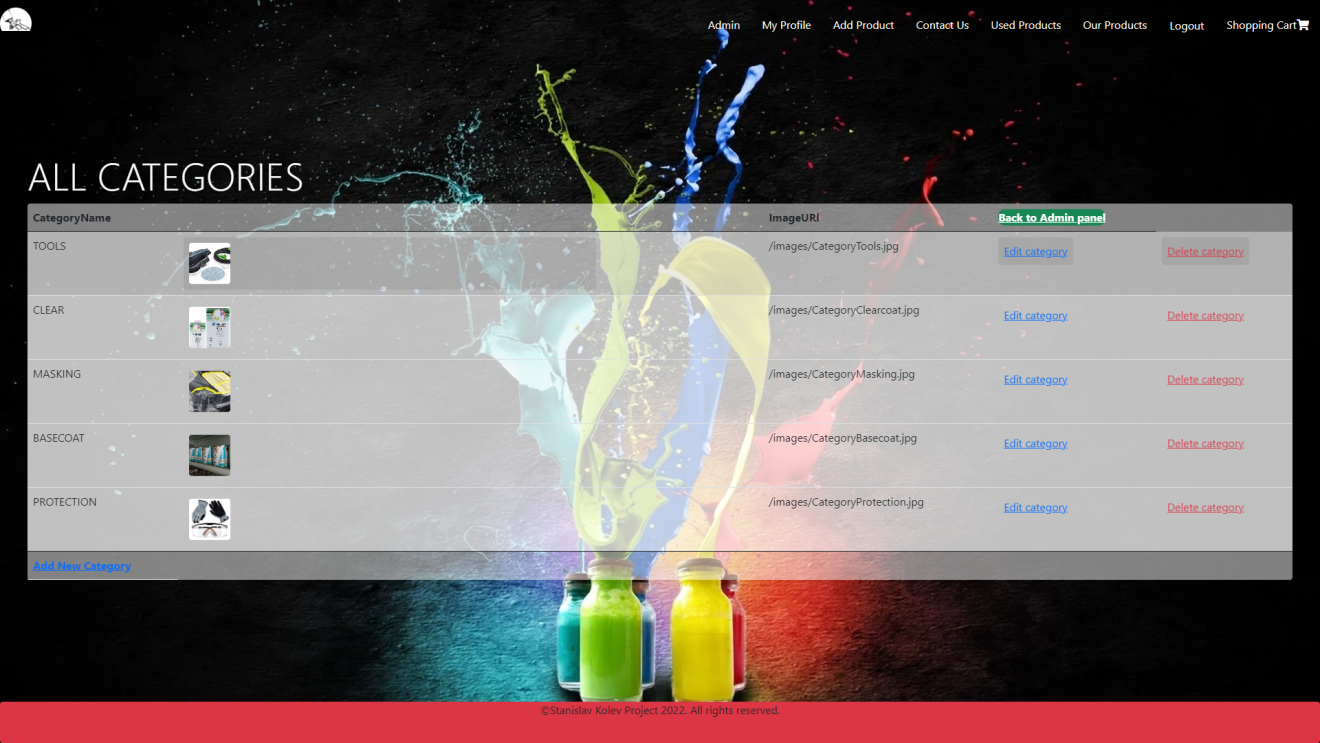 Admin My Profile Add Product Contact Us Used Products Our Products Logout Shopping Cart
ALL CATEGORIES
CategoryName ImageURl Back to Admin panel
TOOLS /images/CategoryTools.jpg Edit category Delete category
CLEAR /images/CategoryClearcoat.jpg Edit category Delete category
MASKING /images/CategoryMasking.jpg Edit category Delete category
BASECOAT /images/CategoryBasecoat.jpg Edit category Delete category
PROTECTION /images/CategoryProtection.jpg Edit category Delete category
Add New Category
©Stanislav Kolev Project 2022. All rights reserved.